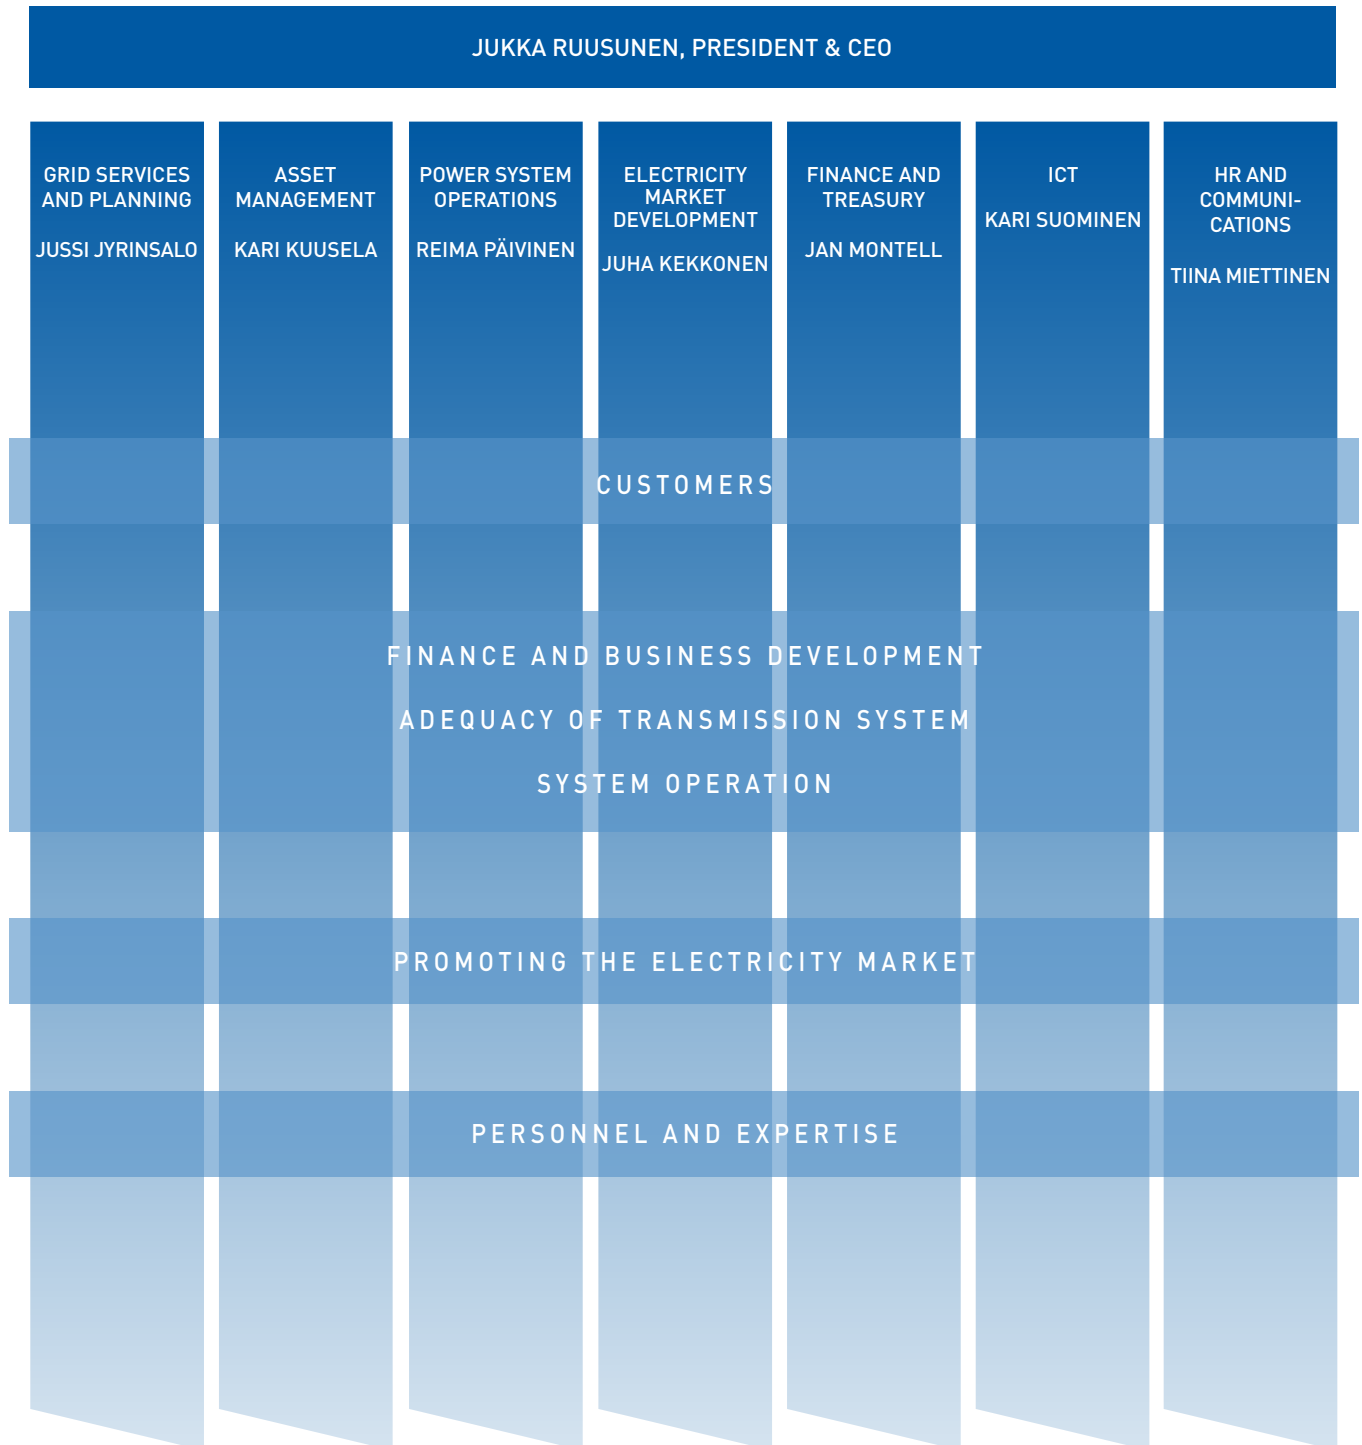 JUKKA RUUSUNEN, PRESIDENT & CEO
GRID SERVICES
AND PLANNING
JUSSI JYRINSALO
ASSET
MANAGEMENT
KARI KUUSELA
POWER SYSTEM
OPERATIONS
REIMA PÄIVINEN
ELECTRICITY
MARKET
DEVELOPMENT
JUHA KEKKONEN
FINANCE AND
TREASURY
JAN MONTELL
ICT
KARI SUOMINEN
HR AND
COMMUNI-
CATIONS
TIINA MIETTINEN
CUSTOMERS
FINANCE AND BUSINESS DEVELOPMENT
ADEQUACY OF TRANSMISSION SYSTEM
SYSTEM OPERATION
PROMOTING THE ELECTRICITY MARKET
PERSONNEL AND EXPERTISE